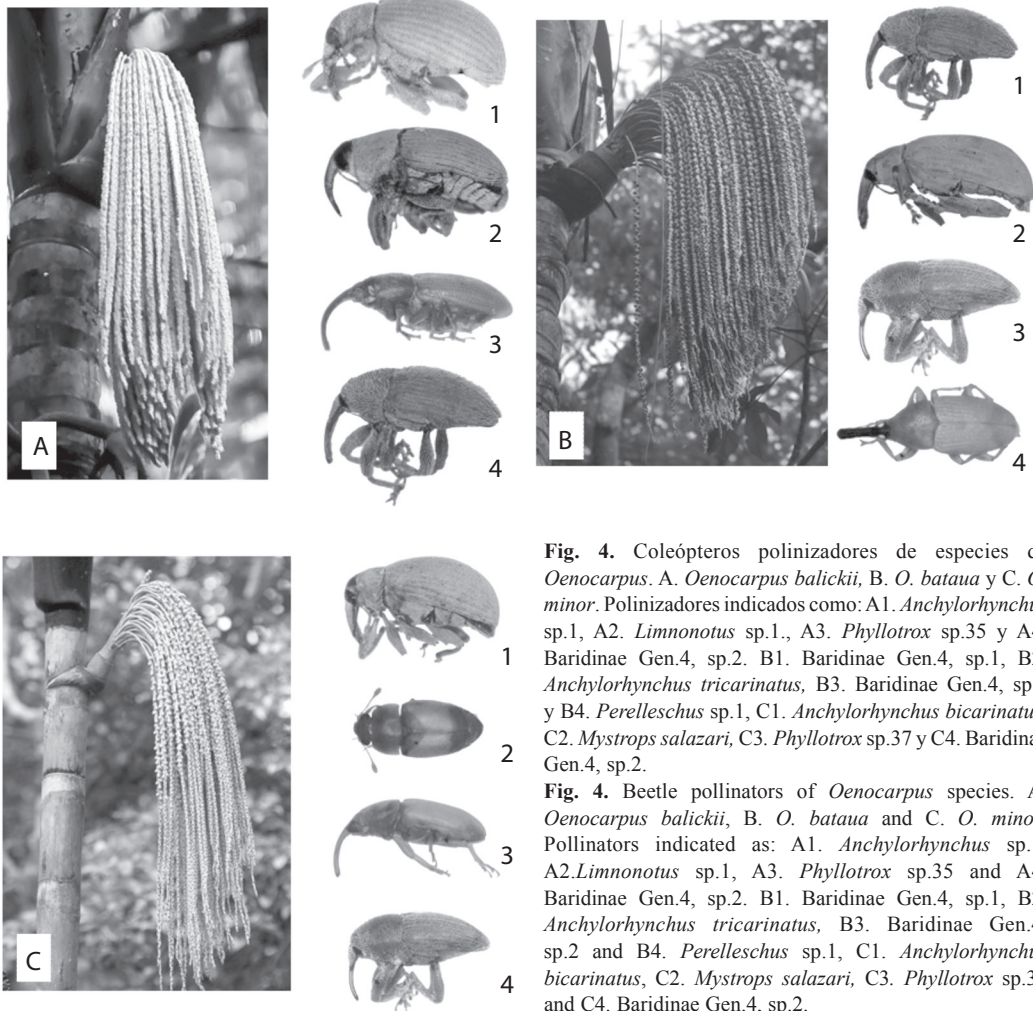 1
2
3
4
A
1
2
3
4
B
1
2
3
4
C
Fig. 4. Coleópteros polinizadores de especies d
Oenocarpus. A. Oenocarpus balickii, B. O. bataua y C. O
minor. Polinizadores indicados como: A1. Anchylorhynchu
sp.1, A2. Limnonotus sp.1., A3. Phyllotrox sp.35 y A4
Baridinae Gen.4, sp.2. B1. Baridinae Gen.4, sp.1, B
Anchylorhynchus tricarinatus, B3. Baridinae Gen.4, sp.
y B4. Perelleschus sp.1, C1. Anchylorhynchus bicarinatu
C2. Mystrops salazari, C3. Phyllotrox sp.37 y C4. Baridina
Gen.4, sp.2.
Fig. 4. Beetle pollinators of Oenocarpus species. A
Oenocarpus balickii, B. O. bataua and C. O. mino
Pollinators indicated as: A1. Anchylorhynchus sp.
A2.Limnonotus sp.1, A3. Phyllotrox sp.35 and A
Baridinae Gen.4, sp.2. B1. Baridinae Gen.4, sp.1, B
Anchylorhynchus tricarinatus, B3. Baridinae Gen.
sp.2 and B4. Perelleschus sp.1, C1. Anchylorhynchu
bicarinatus, C2. Mystrops salazari, C3. Phyllotrox sp.3
and C4. Baridinae Gen.4, sp.2.